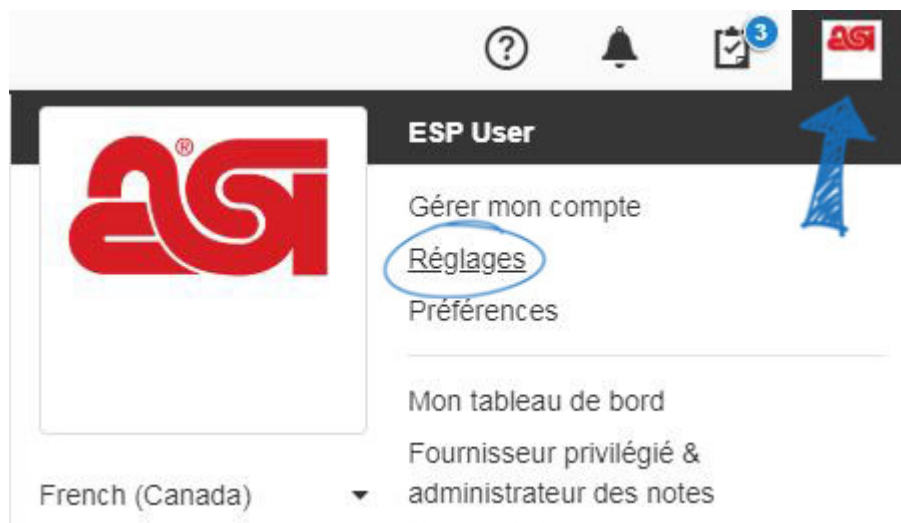 3
asi
ESP User
asi®
Gérer mon compte
Réglages
Préférences
Mon tableau de bord
Fournisseur privilégié &
administrateur des notes
French (Canada)